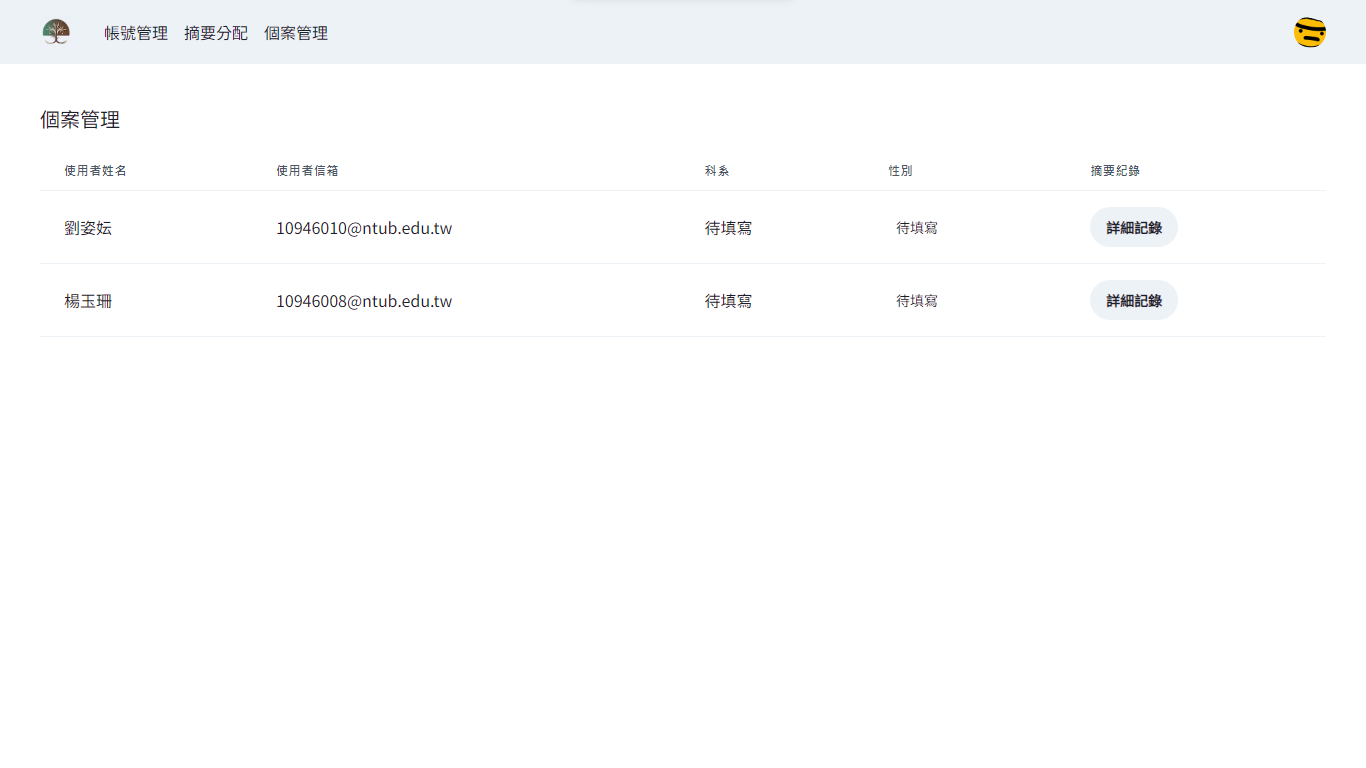 帳號管理 摘要分配 個案管理
個案管理
使用者姓名 使用者信箱 科系 性別 摘要紀錄
劉姿妘 10946010@ntub.edu.tw 待填寫 待填寫 詳細記錄
楊玉珊 10946008@ntub.edu.tw 待填寫 待填寫 詳細記錄